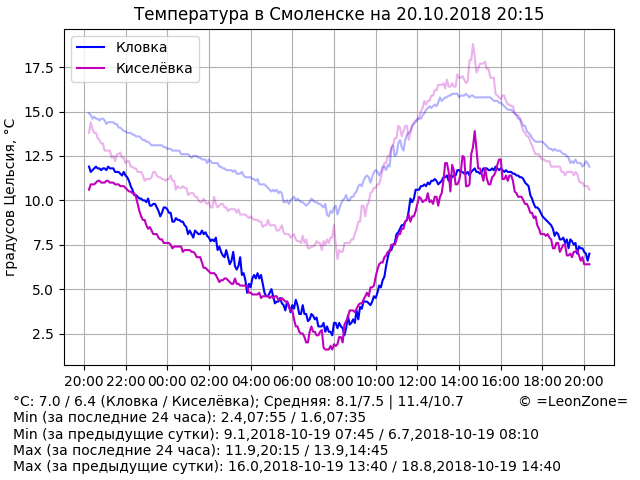 Температура в Смоленске на 20.10.2018 20:15
Кловка
Киселёвка
градусов Цельсия, °C
17.5
15.0
12.5
10.0
7.5
5.0
2.5
20:00 22:00 00:00 02:00 04:00 06:00 08:00 10:00 12:00 14:00 16:00 18:00 20:00
°C: 7.0 / 6.4 (Кловка / Киселёвка); Средняя: 8.1/7.5 | 11.4/10.7 © =LeonZone=
Min (за последние 24 часа): 2.4,07:55 / 1.6,07:35
Min (за предыдущие сутки): 9.1,2018-10-19 07:45 / 6.7,2018-10-19 08:10
Max (за последние 24 часа): 11.9,20:15 / 13.9,14:45
Max (за предыдущие сутки): 16.0,2018-10-19 13:40 / 18.8,2018-10-19 14:40